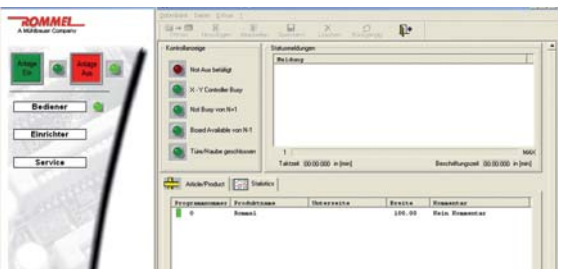 ROMMEL
A Mühlbauer Company
Anlage Ein
Anlage Aus
Bediener
Einrichter
Service
Kontrollanzeige
Not Aus betätigt
X - Y Controller Busy
Not Busy von N+1
Board Available von N-1
Türe/Haube geschlossen
Statusmeldungen
Meldung
1
MAX
Taktzeit 00:00:000 in [min]
Beschriftungszeit 00:00:000 in [min]
Article/Product Statistics
Programmnummer Produktname Unterseite Breite Kommentar
0 Rommel 100.00 Kein Kommentar